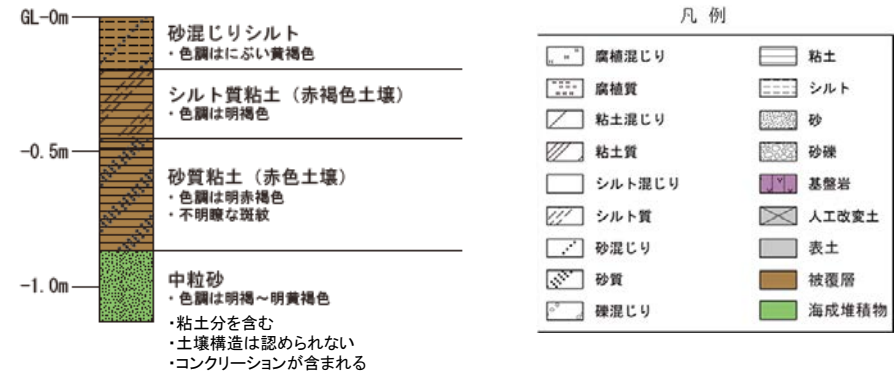 GL-0m
砂混じりシルト
・色調はにぶい黄褐色
シルト質粘土（赤褐色土壌）
・色調は明褐色
-0.5m
砂質粘土（赤色土壌）
・色調は明赤褐色
・不明瞭な斑紋
-1.0m
中粒砂
・色調は明褐～明黄褐色
・粘土分を含む
・土壌構造は認められない
・コンクリーションが含まれる
凡 例
腐植混じり
腐植質
粘土混じり
粘土質
シルト混じり
シルト質
砂混じり
砂質
礫混じり
粘土
シルト
砂
砂礫
基盤岩
人工改変土
表土
被覆層
海成堆積物